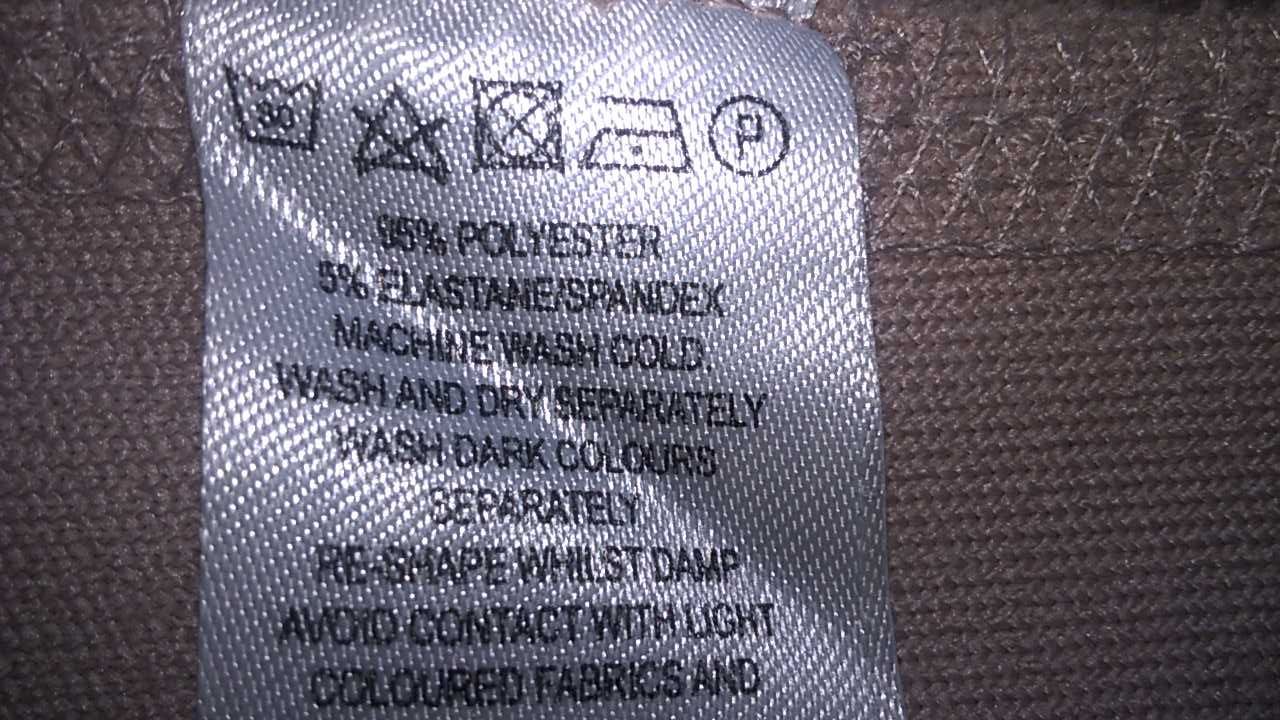 30
P
95% POLYESTER
5% ELASTANE/SPANDEX
MACHINE WASH COLD.
WASH AND DRY SEPARATELY
WASH DARK COLOURS
SEPARATELY
RE-SHAPE WHILST DAMP
AVOID CONTACT WITH LIGHT
COLOURED FABRICS AND